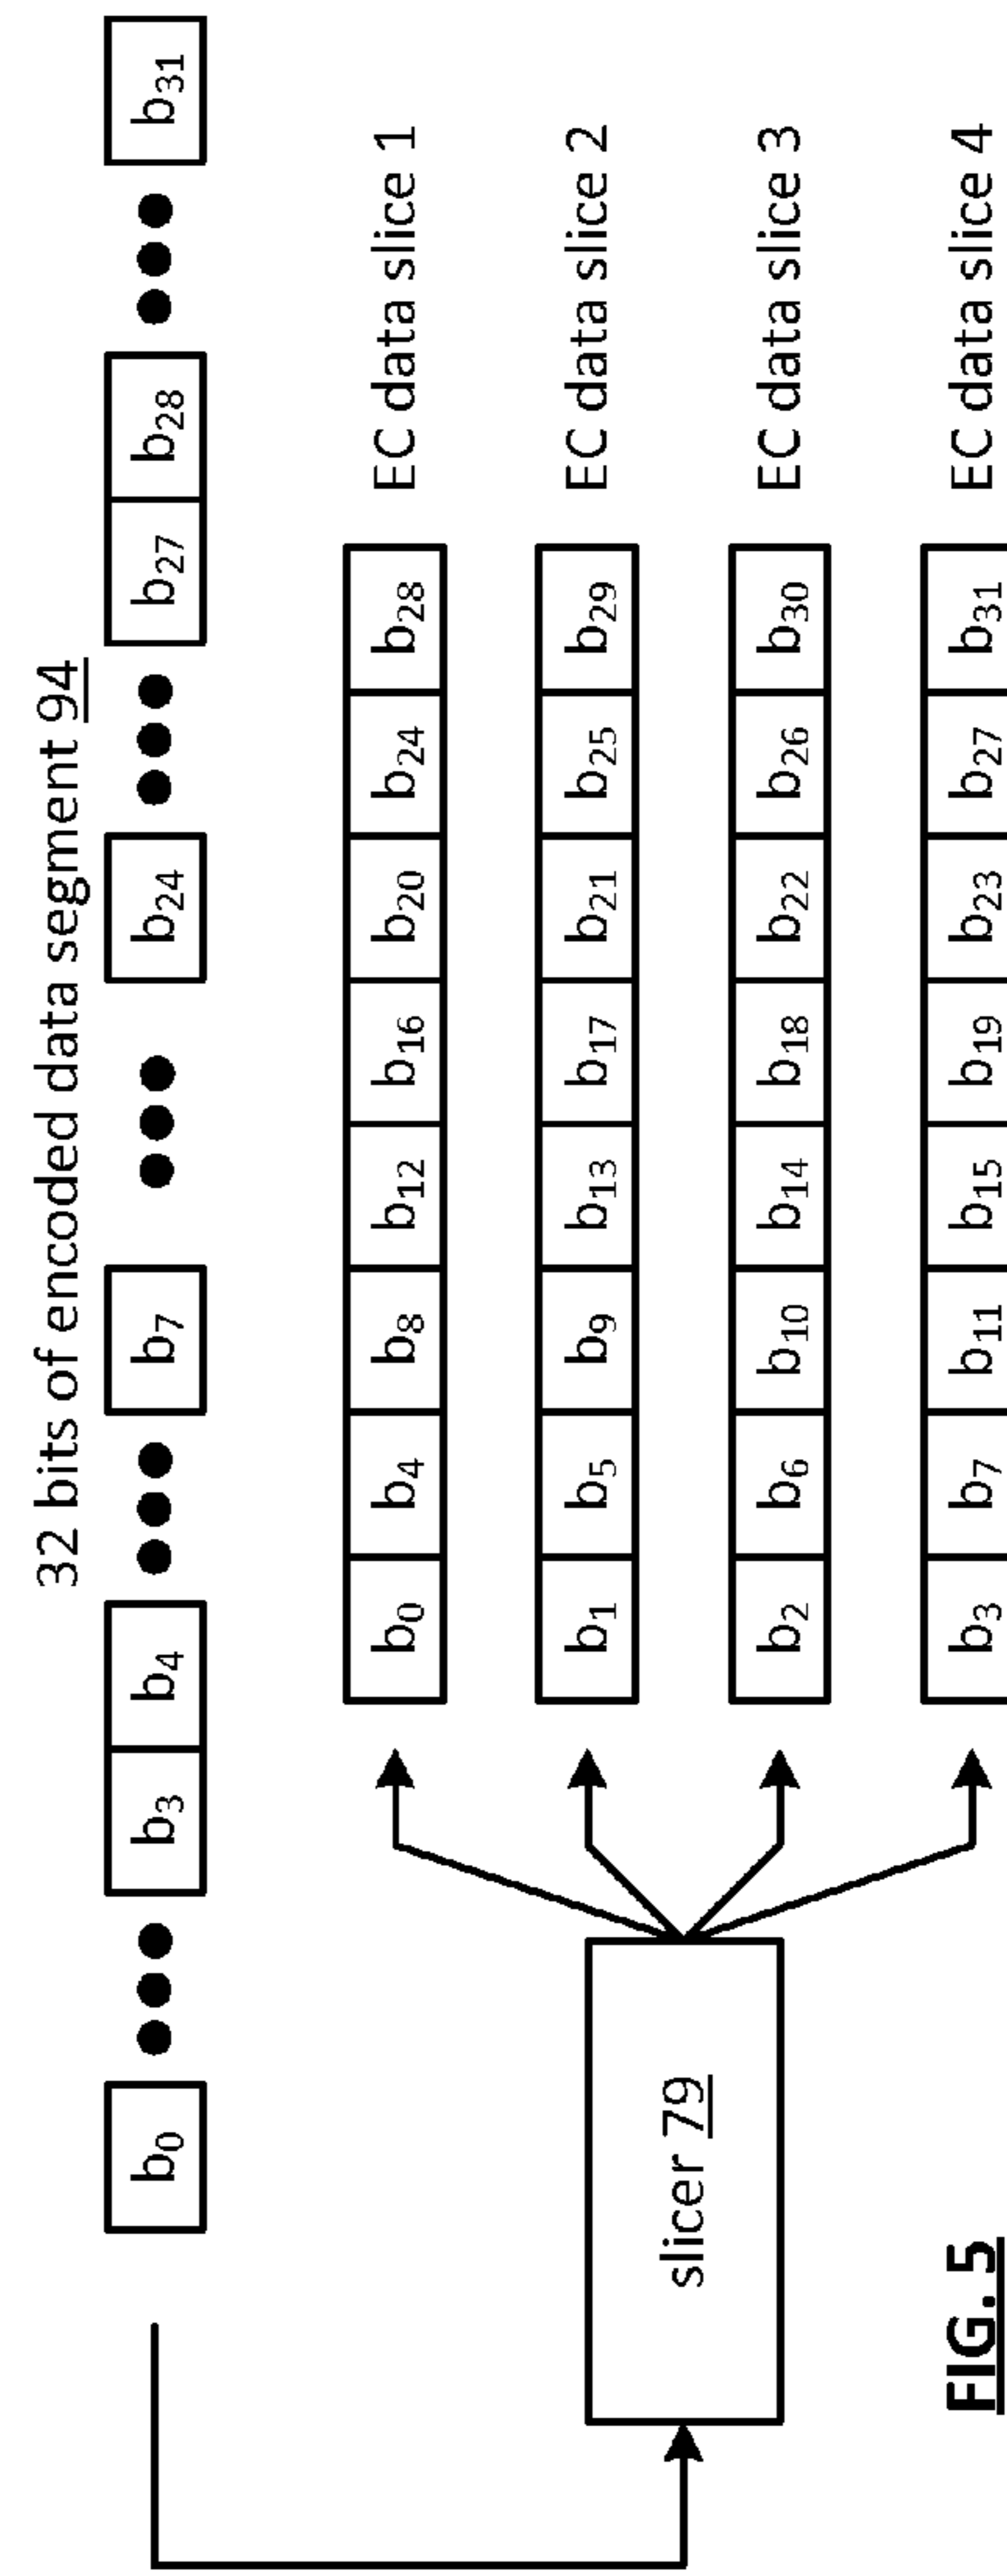 32 bits of encoded data segment 94
b0 ●●● b3 b4 ●●● b7 ●●● b24 ●●● b27 b28 ●●● b31
b0 b4 b8 b12 b16 b20 b24 b28 EC data slice 1
b1 b5 b9 b13 b17 b21 b25 b29 EC data slice 2
slicer 79
b2 b6 b10 b14 b18 b22 b26 b30 EC data slice 3
b3 b7 b11 b15 b19 b23 b27 b31 EC data slice 4
FIG. 5